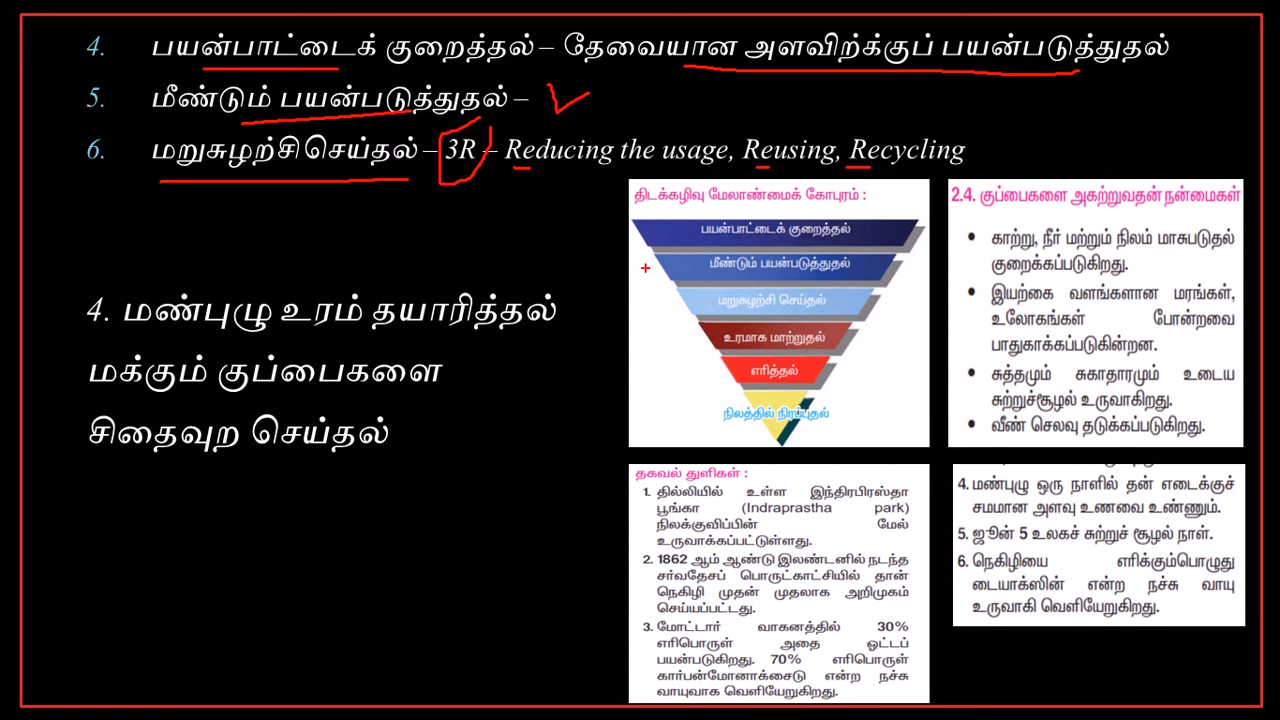 4. பயன்பாட்டைக் குறைத்தல் – தேவையான அளவிற்க்குப் பயன்படுத்துதல்
5. மீண்டும் பயன்படுத்துதல் –
6. மறுசுழற்சி செய்தல் – 3R – Reducing the usage, Reusing, Recycling
4. மண்புழு உரம் தயாரித்தல்
மக்கும் குப்பைகளை
சிதைவுற செய்தல்
திடக்கழிவு மேலாண்மைக் கோபுரம் :
பயன்பாட்டைக் குறைத்தல்
மீண்டும் பயன்படுத்துதல்
மறுசுழற்சி செய்தல்
உரமாக மாற்றுதல்
எரித்தல்
நிலத்தில் நிரப்புதல்
2.4. குப்பைகளை அகற்றுவதன் நன்மைகள்
• காற்று, நீர் மற்றும் நிலம் மாசுபடுதல்
குறைக்கப்படுகிறது.
• இயற்கை வளங்களான மரங்கள்,
உலோகங்கள் போன்றவை
பாதுகாக்கப்படுகின்றன.
• சுத்தமும் சுகாதாரமும் உடைய
சுற்றுச்சூழல் உருவாகிறது.
• வீண் செலவு தடுக்கப்படுகிறது.
தகவல் துளிகள் :
1. தில்லியில் உள்ள இந்திரபிரஸ்தா
பூங்கா (Indraprastha park)
நிலக்குவிப்பின் மேல்
உருவாக்கப்பட்டுள்ளது.
2. 1862 ஆம் ஆண்டு இலண்டனில் நடந்த
சர்வதேசப் பொருட்காட்சியில் தான்
நெகிழி முதன் முதலாக அறிமுகம்
செய்யப்பட்டது.
3. மோட்டார் வாகனத்தில் 30%
எரிபொருள் அதை ஓட்டப்
பயன்படுகிறது. 70% எரிபொருள்
கார்பன்மோனாக்சைடு என்ற நச்சு
வாயுவாக வெளியேறுகிறது.
4. மண்புழு ஒரு நாளில் தன் எடைக்குச்
சமமான அளவு உணவை உண்ணும்.
5. ஜூன் 5 உலகச் சுற்றுச் சூழல் நாள்.
6. நெகிழியை எரிக்கும்பொழுது
டையாக்ஸின் என்ற நச்சு வாயு
உருவாகி வெளியேறுகிறது.